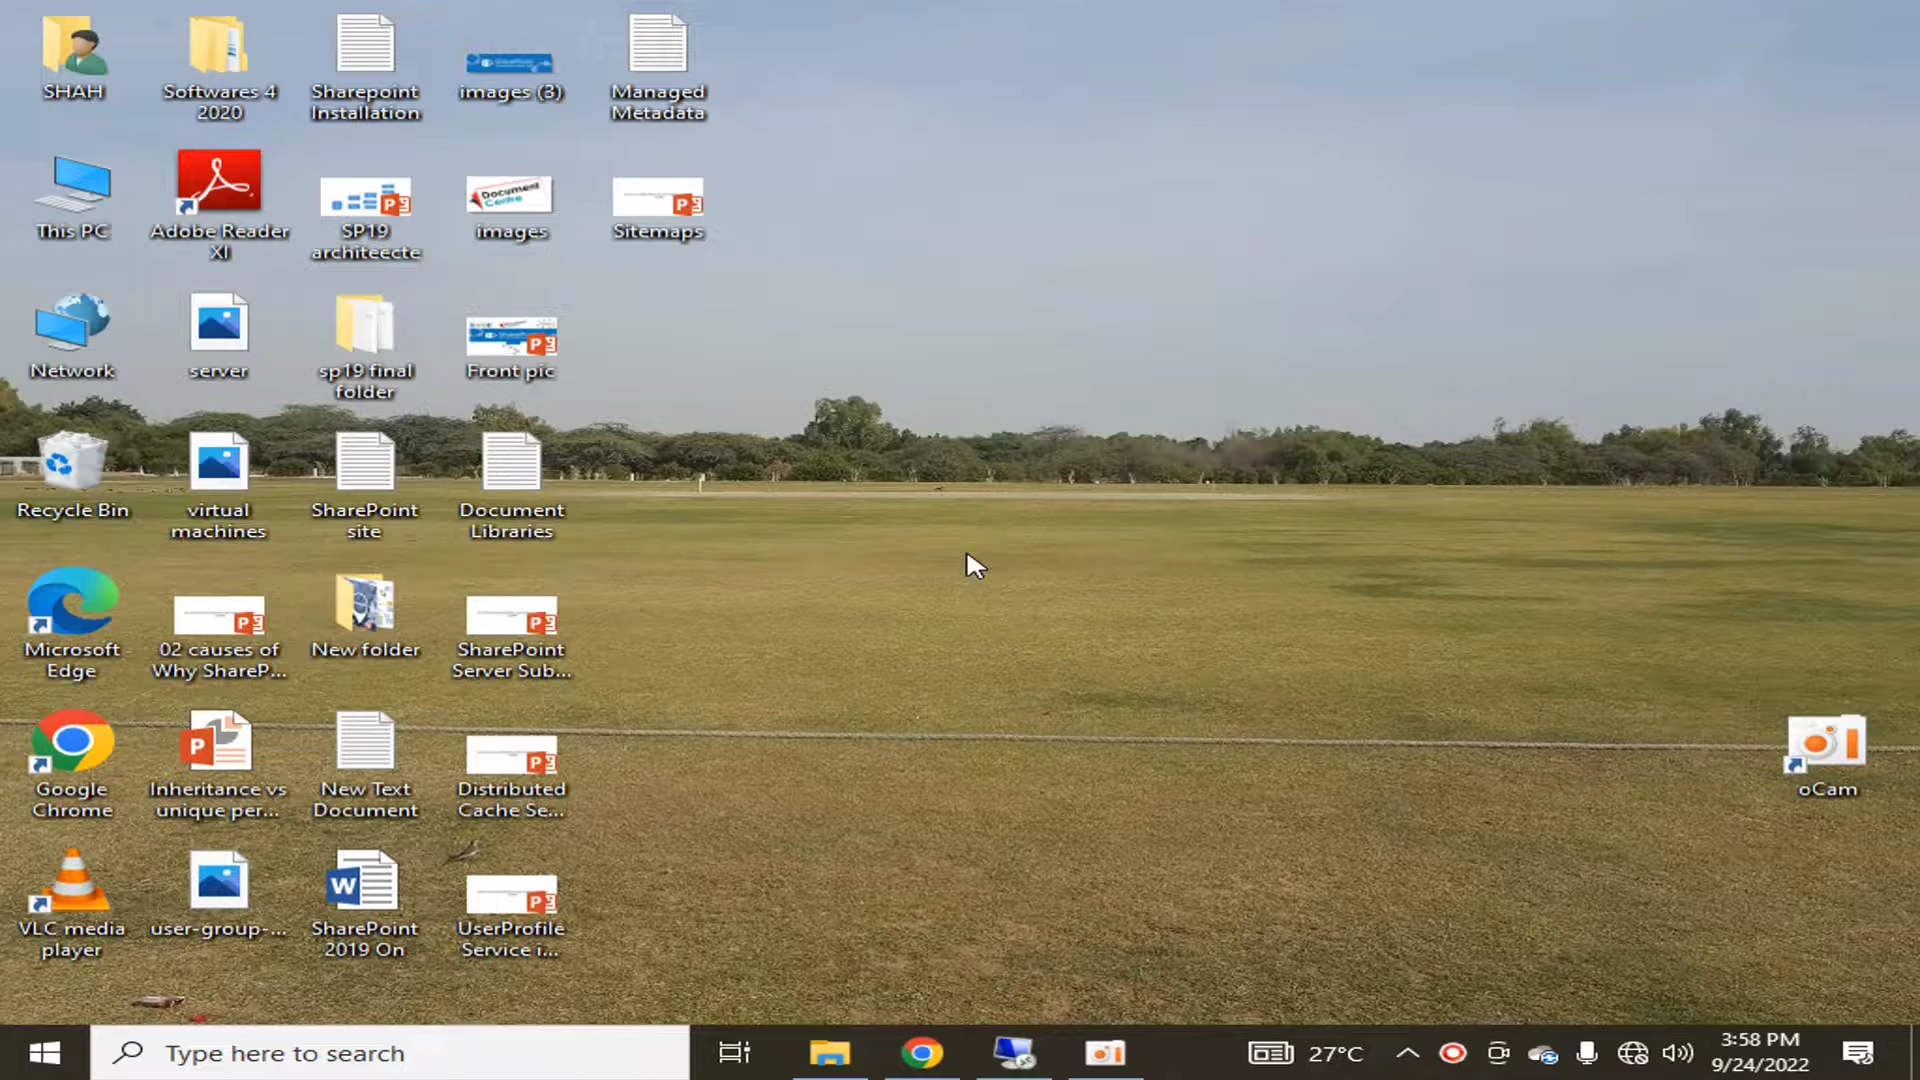 SHAH
Softwares 4
2020
Sharepoint
Installation
images (3)
Managed
Metadata
This PC
Adobe Reader
XI
SP19
architeecte
images
Document
Centre
Sitemaps
Network
server
sp19 final
folder
Front pic
Recycle Bin
virtual
machines
SharePoint
site
Document
Libraries
Microsoft
Edge
02 causes of
Why ShareP...
New folder
SharePoint
Server Sub...
Google
Chrome
Inheritance vs
unique per...
New Text
Document
Distributed
Cache Se...
oCam
VLC media
player
user-group-...
SharePoint
2019 On
UserProfile
Service i...
Type here to search
27°C
3:58 PM
9/24/2022